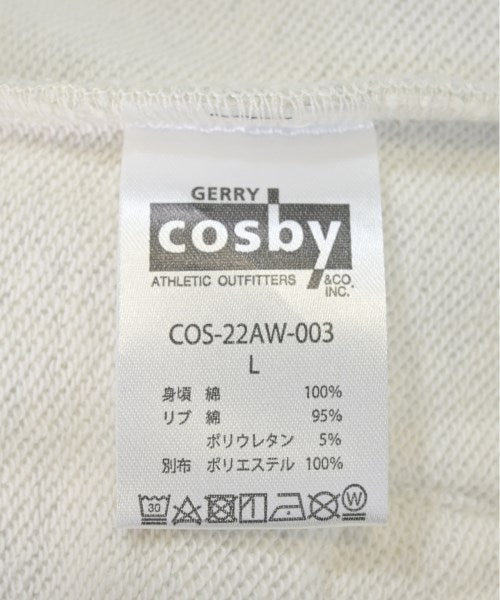 GERRY
cosby
ATHLETIC OUTFITTERS &CO. INC.
COS-22AW-003
L
身頃 綿 100%
リブ 綿 95%
ポリウレタン 5%
別布 ポリエステル 100%
30 W